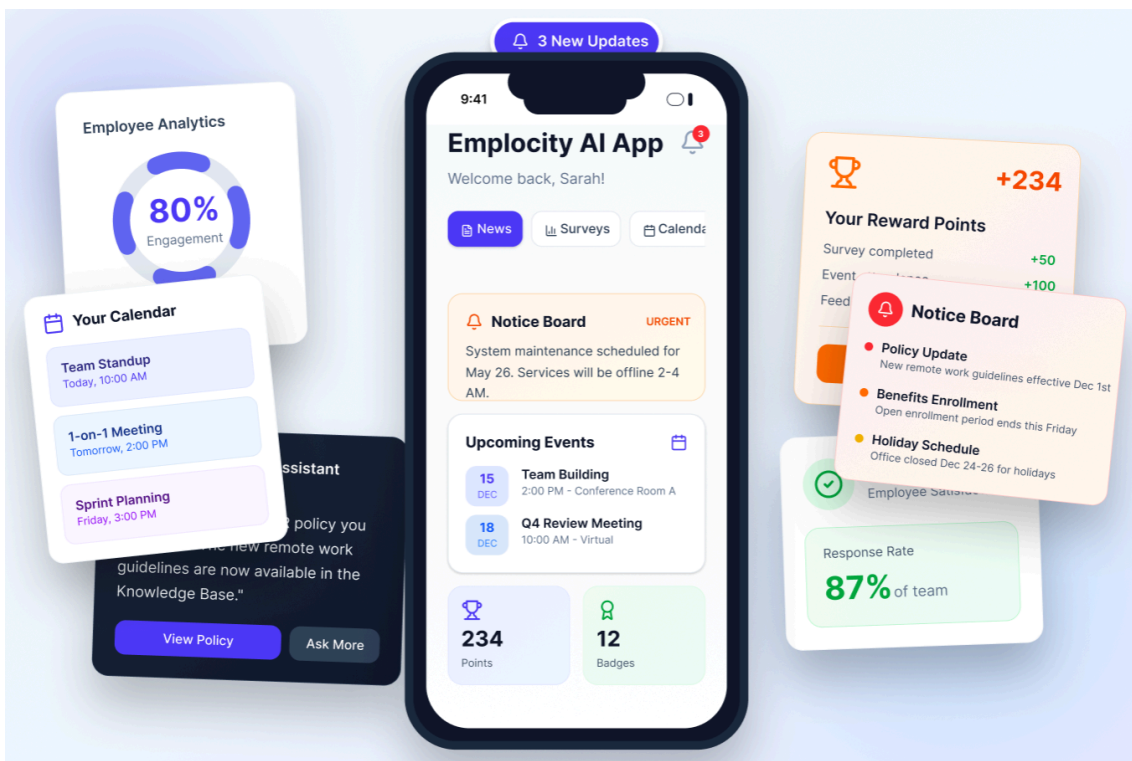 3 New Updates
9:41
Emplocity AI App
3
Welcome back, Sarah!
News
Surveys
Calenda
Notice Board
URGENT
System maintenance scheduled for
May 26. Services will be offline 2-4
AM.
Upcoming Events
15
DEC
Team Building
2:00 PM - Conference Room A
18
DEC
Q4 Review Meeting
10:00 AM - Virtual
234
Points
12
Badges
Employee Analytics
80%
Engagement
Your Calendar
Team Standup
Today, 10:00 AM
1-on-1 Meeting
Tomorrow, 2:00 PM
Sprint Planning
Friday, 3:00 PM
ssistant
policy you
new remote work
guidelines are now available in the
Knowledge Base."
View Policy
Ask More
+234
Your Reward Points
Survey completed
+50
Event
+100
Feed
Notice Board
Policy Update
New remote work guidelines effective Dec 1st
Benefits Enrollment
Open enrollment period ends this Friday
Holiday Schedule
Office closed Dec 24-26 for holidays
Employee
Response Rate
87% of team